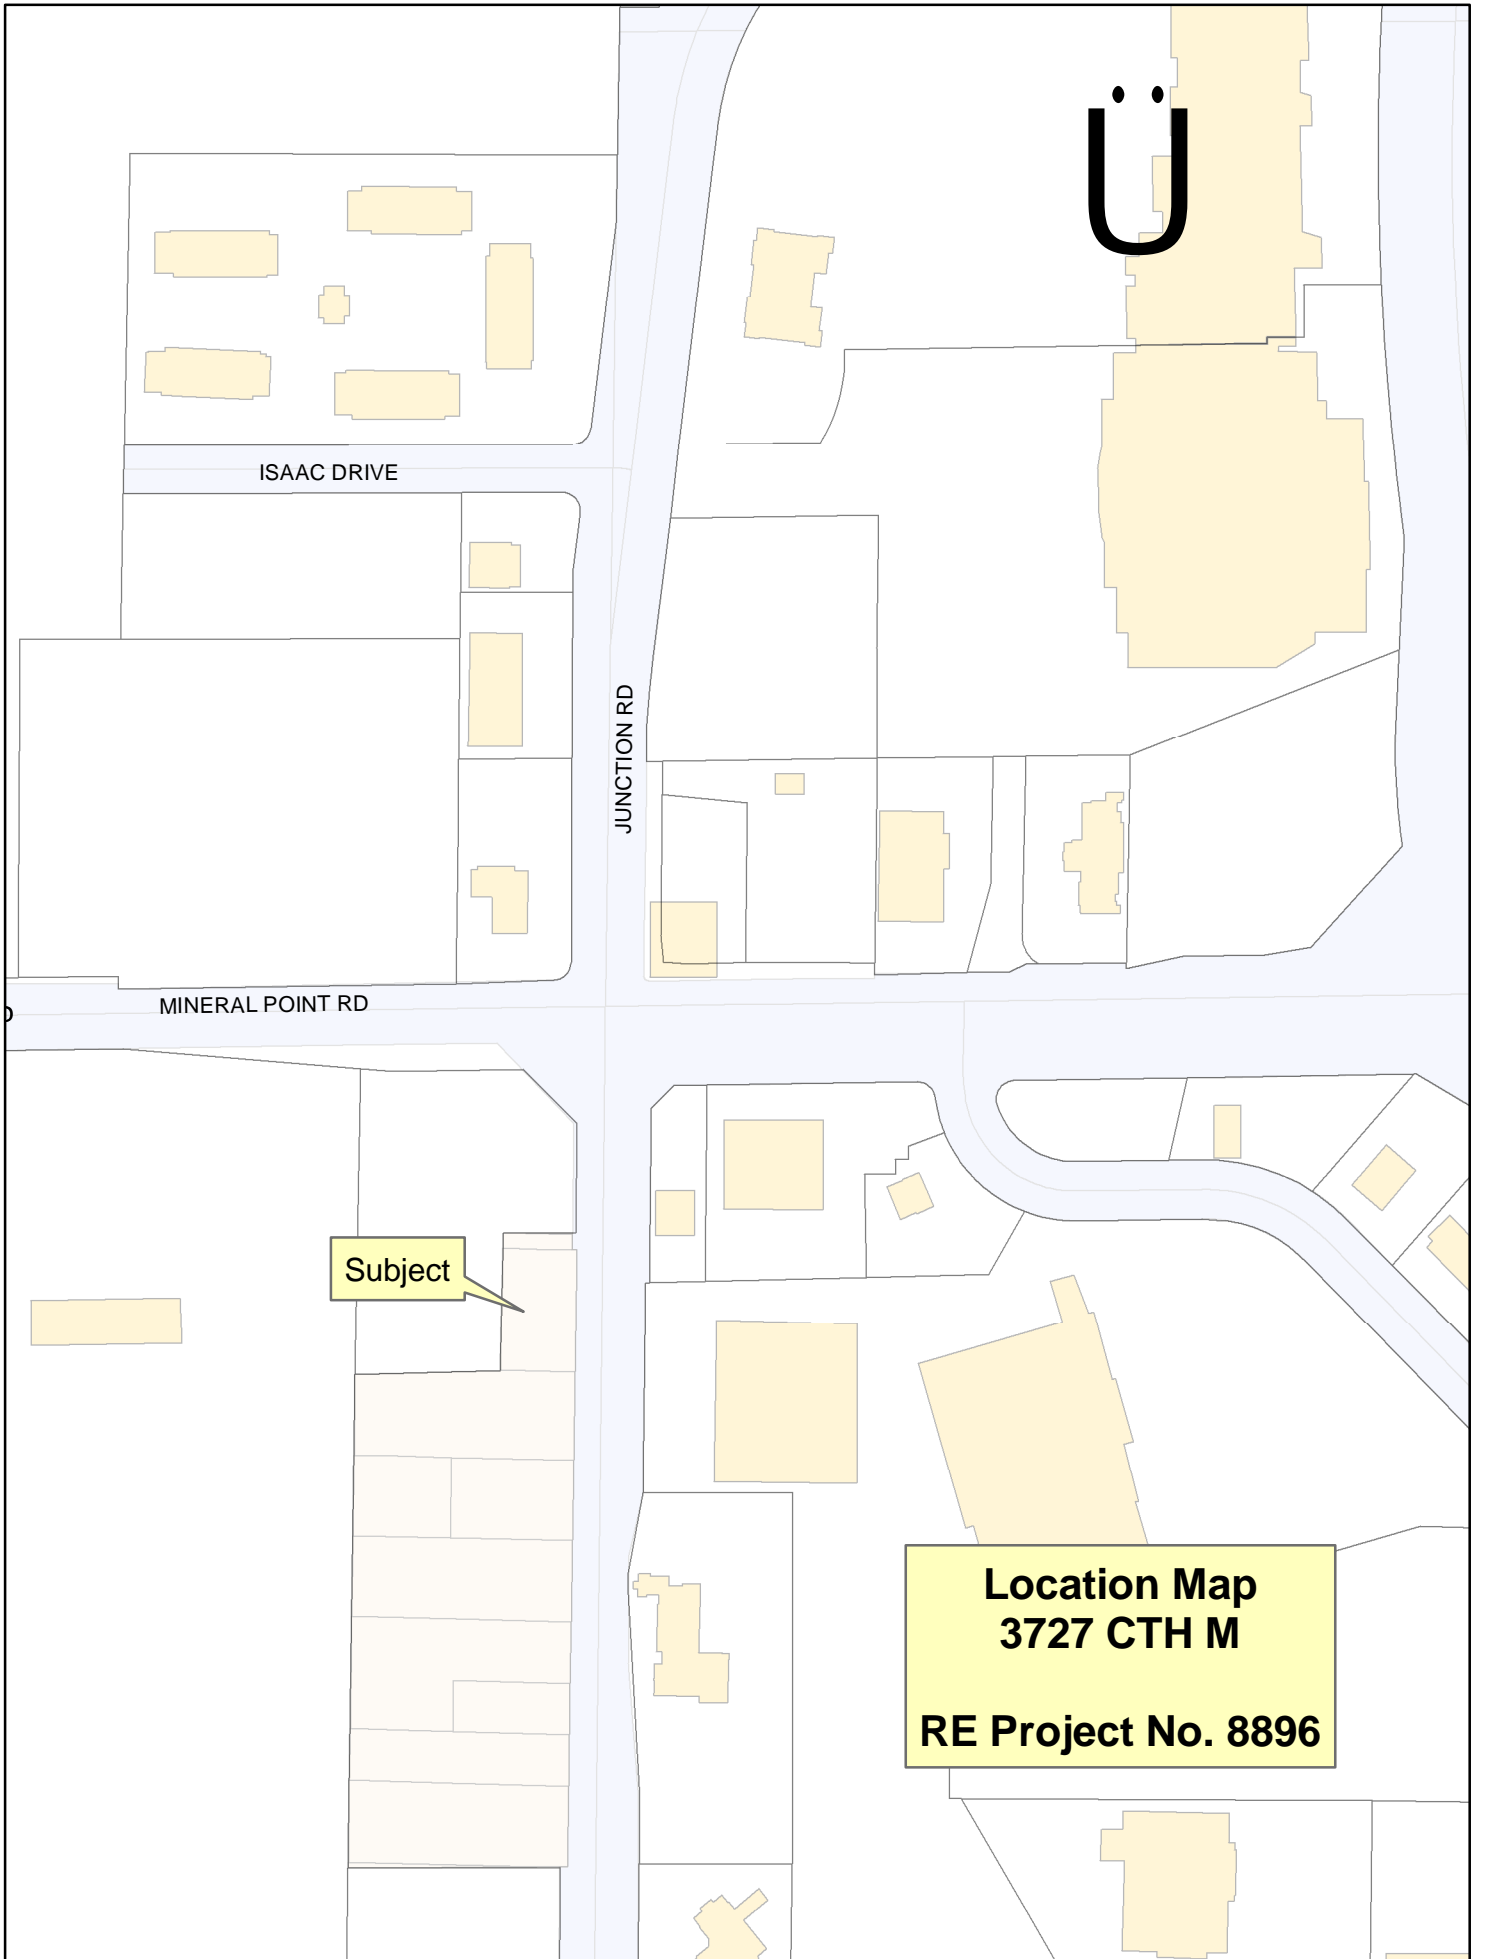 Ü
ISAAC DRIVE
JUNCTION RD
MINERAL POINT RD
Subject
Location Map
3727 CTH M
RE Project No. 8896